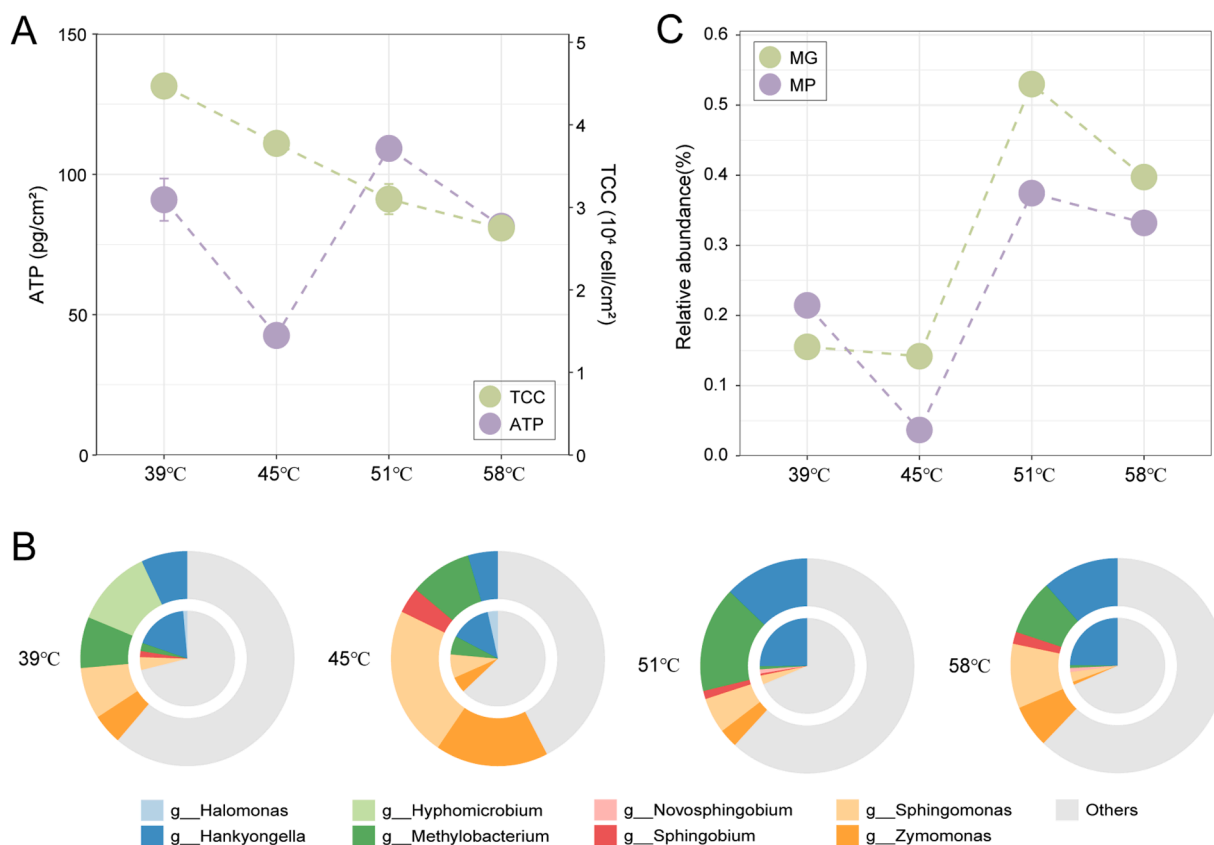 A
150
100
50
0
ATP (pg/cm²)
5
4
3
2
1
0
TCC (10⁴ cell/cm²)
TCC
ATP
39℃
45℃
51℃
58℃
C
0.6
0.5
0.4
0.3
0.2
0.1
0.0
Relative abundance(%)
MG
MP
39℃
45℃
51℃
58℃
B
39℃
45℃
51℃
58℃
g__Halomonas
g__Hyphomicrobium
g__Novosphingobium
g__Sphingomonas
Others
g__Hankyongella
g__Methylobacterium
g__Sphingobium
g__Zymomonas